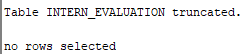 Table INTERN_EVALUATION truncated.
no rows selected